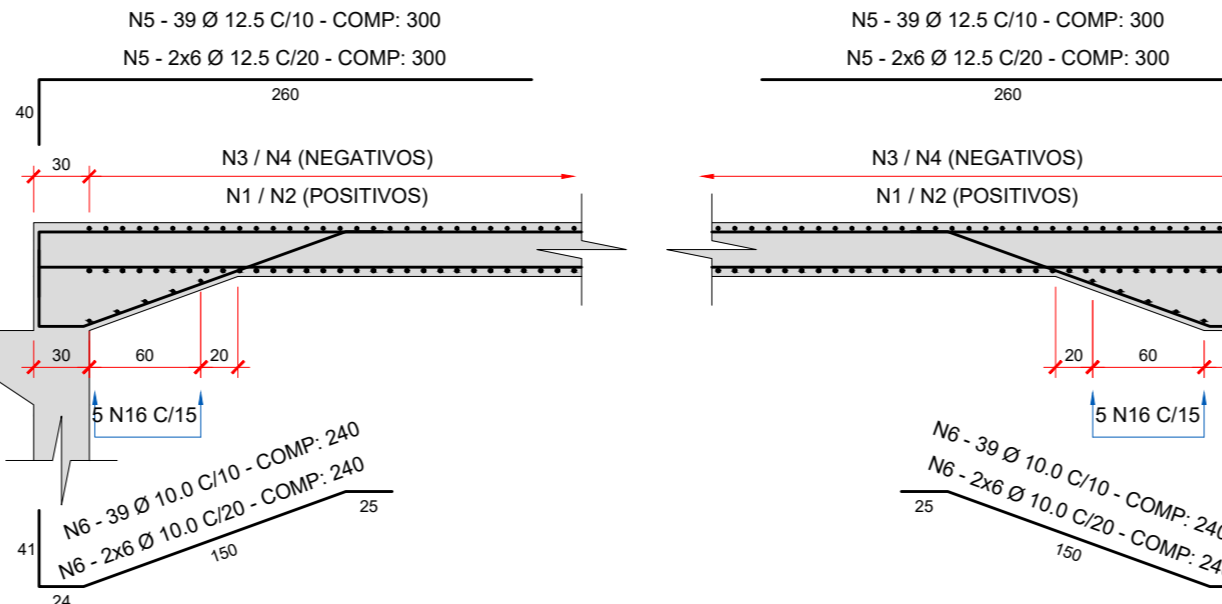 N5 - 39 Ø 12.5 C/10 - COMP: 300
N5 - 2x6 Ø 12.5 C/20 - COMP: 300
260
40
30
N3 / N4 (NEGATIVOS)
N1 / N2 (POSITIVOS)
30
60
20
5 N16 C/15
N6 - 39 Ø 10.0 C/10 - COMP: 240
N6 - 2x6 Ø 10.0 C/20 - COMP: 240
41
24
150
25
N5 - 39 Ø 12.5 C/10 - COMP: 300
N5 - 2x6 Ø 12.5 C/20 - COMP: 300
260
N3 / N4 (NEGATIVOS)
N1 / N2 (POSITIVOS)
20
60
5 N16 C/15
N6 - 39 Ø 10.0 C/10 - COMP: 240
N6 - 2x6 Ø 10.0 C/20 - COMP: 24
25
150